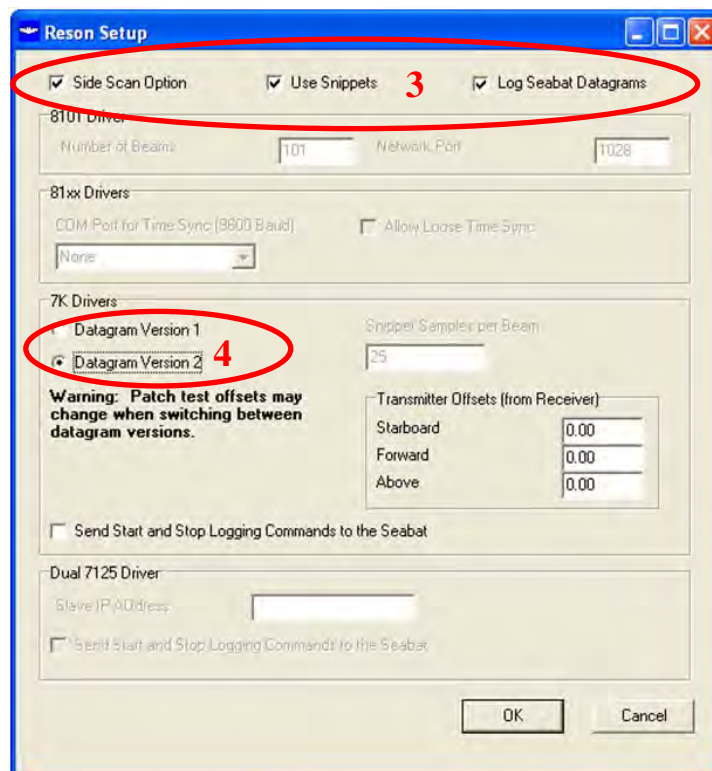 Reson Setup
Side Scan Option Use Snippets 3 Log Seabat Datagrams
8101 Driver
Number of Beams 101 Network Port 1028
81xx Drivers
COM Port for Time Sync (9600 Baud) Allow Loose Time Sync
None
7K Drivers
Datagram Version 1 Snippet Samples per Beam
Datagram Version 2 4 25
Warning: Patch test offsets may
change when switching between
datagram versions.
Transmitter Offsets (from Receiver)
Starboard 0.00
Forward 0.00
Above 0.00
Send Start and Stop Logging Commands to the Seabat
Dual 7125 Driver
Slave IP Address
Send Start and Stop Logging Commands to the Seabat
OK Cancel